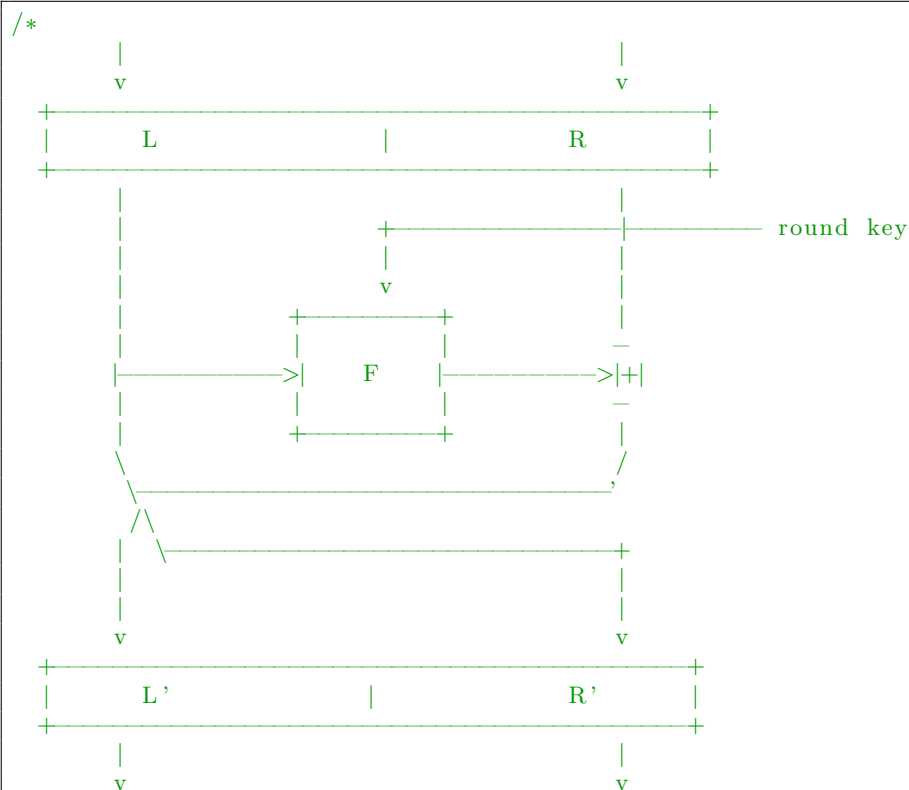 /*
| |
v v
+---------------------------------------------+
| L | R |
+---------------------------------------------+
| |
| +----------------|---------- round key
| | |
| v |
| +----------+ |
| | | _
|----------->| F |----------->|+|
| | | _
| +----------+ |
\ /
\--------------------------------'
/\
| \-------------------------------+
| |
| |
v v
+--------------------------------------------+
| L' | R' |
+--------------------------------------------+
| |
v v